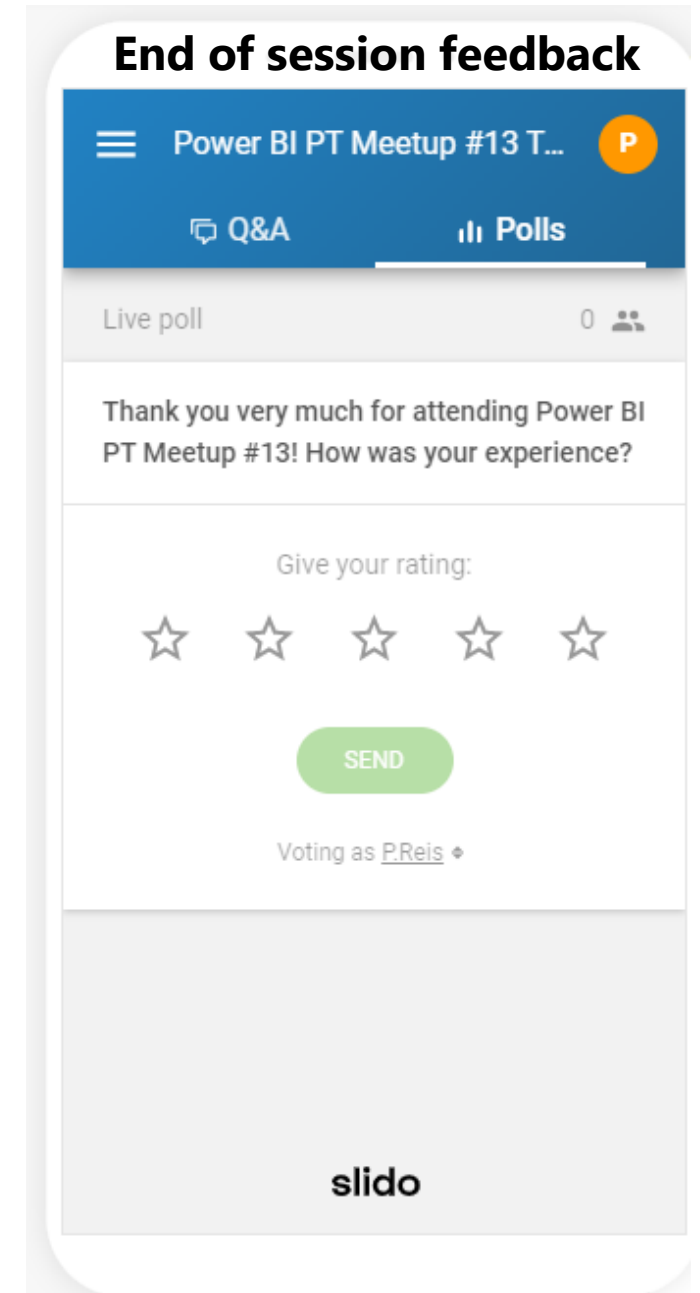 End of session feedback
Power BI PT Meetup #13 T...
P
Q&A
Polls
Live poll
0
Thank you very much for attending Power BI
PT Meetup #13! How was your experience?
Give your rating:
SEND
Voting as P.Reis
slido